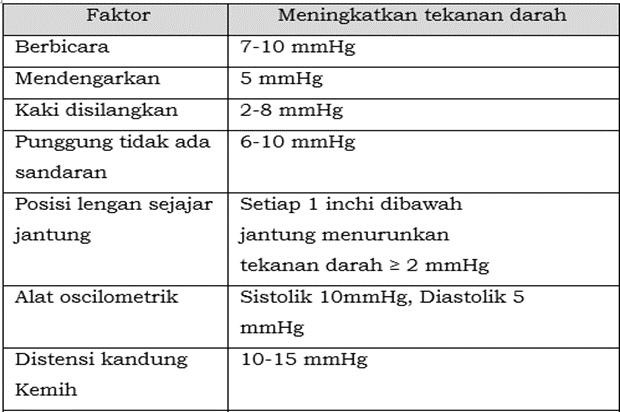 Faktor
Meningkatkan tekanan darah
Berbicara
7-10 mmHg
Mendengarkan
5 mmHg
Kaki disilangkan
2-8 mmHg
Punggung tidak ada
sandaran
6-10 mmHg
Posisi lengan sejajar
jantung
Setiap 1 inchi dibawah
jantung menurunkan
tekanan darah ≥ 2 mmHg
Alat oscilometrik
Sistolik 10mmHg, Diastolik 5
mmHg
Distensi kandung
Kemih
10-15 mmHg